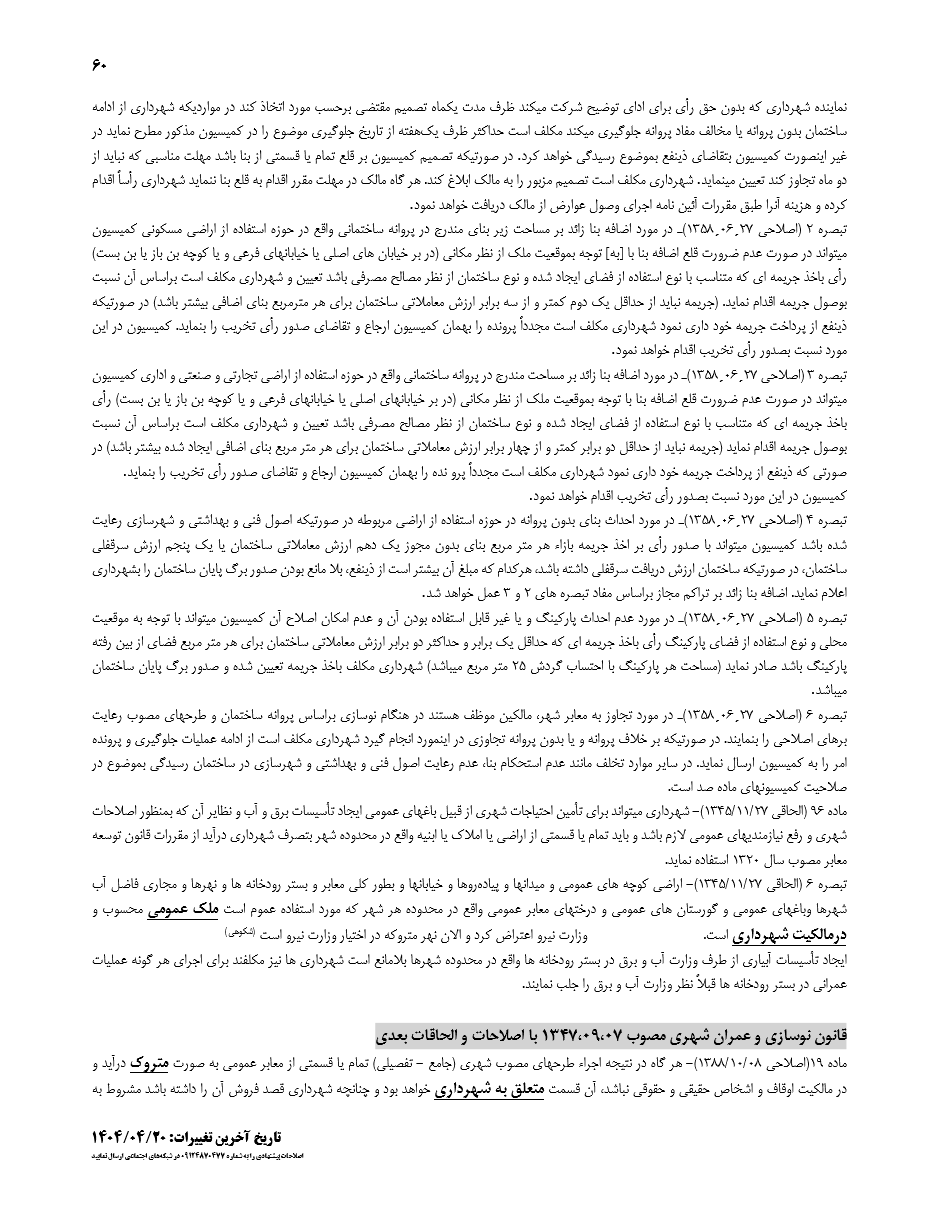 ۶۰
نماینده شهرداری که بدون حق رأی برای ادای توضیح شرکت میکند ظرف مدت یکماه تصمیم مقتضی برحسب مورد اتخاذ کند در مواردیکه شهرداری از ادامه
ساختمان بدون پروانه یا مخالف مفاد پروانه جلوگیری میکند مکلف است حداکثر ظرف یک‌هفته از تاریخ جلوگیری موضوع را در کمیسیون مذکور مطرح نماید در
غیر اینصورت کمیسیون بتقاضای ذینفع بموضوع رسیدگی خواهد کرد. در صورتیکه تصمیم کمیسیون بر قلع تمام یا قسمتی از بنا باشد مهلت مناسبی که نباید از
دو ماه تجاوز کند تعیین مینماید. شهرداری مکلف است تصمیم مزبور را به مالک ابلاغ کند. هر گاه مالک در مهلت مقرر اقدام به قلع بنا ننماید شهرداری رأساً اقدام
کرده و هزینه آنرا طبق مقررات آئین نامه اجرای وصول عوارض از مالک دریافت خواهد نمود.
تبصره ۲ (اصلاحی ۲۷ˏ۰۶ˏ۱۳۵۸)ـ در مورد اضافه بنا زائد بر مساحت زیر بنای مندرج در پروانه ساختمانی واقع در حوزه استفاده از اراضی مسکونی کمیسیون
میتواند در صورت عدم ضرورت قلع اضافه بنا با [به] توجه بموقعیت ملک از نظر مکانی (در بر خیابان های اصلی یا خیابانهای فرعی و یا کوچه بن باز یا بن بست)
رأی باخذ جریمه ای که متناسب با نوع استفاده از فضای ایجاد شده و نوع ساختمان از نظر مصالح مصرفی باشد تعیین و شهرداری مکلف است براساس آن نسبت
بوصول جریمه اقدام نماید. (جریمه نباید از حداقل یک دوم کمتر و از سه برابر ارزش معاملاتی ساختمان برای هر مترمربع بنای اضافی بیشتر باشد) در صورتیکه
ذینفع از پرداخت جریمه خود داری نمود شهرداری مکلف است مجدداً پرونده را بهمان کمیسیون ارجاع و تقاضای صدور رأی تخریب را بنماید. کمیسیون در این
مورد نسبت بصدور رأی تخریب اقدام خواهد نمود.
تبصره ۳ (اصلاحی ۲۷ˏ۰۶ˏ۱۳۵۸)ـ در مورد اضافه بنا زائد بر مساحت مندرج در پروانه ساختمانی واقع در حوزه استفاده از اراضی تجارتی و صنعتی و اداری کمیسیون
میتواند در صورت عدم ضرورت قلع اضافه بنا با توجه بموقعیت ملک از نظر مکانی (در بر خیابانهای اصلی یا خیابانهای فرعی و یا کوچه بن باز یا بن بست) رأی
باخذ جریمه ای که متناسب با نوع استفاده از فضای ایجاد شده و نوع ساختمان از نظر مصالح مصرفی باشد تعیین و شهرداری مکلف است براساس آن نسبت
بوصول جریمه اقدام نماید (جریمه نباید از حداقل دو برابر کمتر و از چهار برابر ارزش معاملاتی ساختمان برای هر متر مربع بنای اضافی ایجاد شده بیشتر باشد) در
صورتی که ذینفع از پرداخت جریمه خود داری نمود شهرداری مکلف است مجدداً پرو نده را بهمان کمیسیون ارجاع و تقاضای صدور رأی تخریب را بنماید.
کمیسیون در این مورد نسبت بصدور رأی تخریب اقدام خواهد نمود.
تبصره ۴ (اصلاحی ۲۷ˏ۰۶ˏ۱۳۵۸)ـ در مورد احداث بنای بدون پروانه در حوزه استفاده از اراضی مربوطه در صورتیکه اصول فنی و بهداشتی و شهرسازی رعایت
شده باشد کمیسیون میتواند با صدور رأی بر اخذ جریمه بازاء هر متر مربع بنای بدون مجوز یک دهم ارزش معاملاتی ساختمان یا یک پنجم ارزش سرقفلی
ساختمان، در صورتیکه ساختمان ارزش دریافت سرقفلی داشته باشد، هرکدام که مبلغ آن بیشتر است از ذینفع، بلا مانع بودن صدور برگ پایان ساختمان را بشهرداری
اعلام نماید. اضافه بنا زائد بر تراکم مجاز براساس مفاد تبصره های ۲ و ۳ عمل خواهد شد.
تبصره ۵ (اصلاحی ۲۷ˏ۰۶ˏ۱۳۵۸)ـ در مورد عدم احداث پارکینگ و یا غیر قابل استفاده بودن آن و عدم امکان اصلاح آن کمیسیون میتواند با توجه به موقعیت
محلی و نوع استفاده از فضای پارکینگ رأی باخذ جریمه ای که حداقل یک برابر و حداکثر دو برابر ارزش معاملاتی ساختمان برای هر متر مربع فضای از بین رفته
پارکینگ باشد صادر نماید (مساحت هر پارکینگ با احتساب گردش ۲۵ متر مربع میباشد) شهرداری مکلف باخذ جریمه تعیین شده و صدور برگ پایان ساختمان
میباشد.
تبصره ۶ (اصلاحی ۲۷ˏ۰۶ˏ۱۳۵۸)ـ در مورد تجاوز به معابر شهر، مالکین موظف هستند در هنگام نوسازی براساس پروانه ساختمان و طرحهای مصوب رعایت
برهای اصلاحی را بنمایند. در صورتیکه بر خلاف پروانه و یا بدون پروانه تجاوزی در اینمورد انجام گیرد شهرداری مکلف است از ادامه عملیات جلوگیری و پرونده
امر را به کمیسیون ارسال نماید. در سایر موارد تخلف مانند عدم استحکام بنا، عدم رعایت اصول فنی و بهداشتی و شهرسازی در ساختمان رسیدگی بموضوع در
صلاحیت کمیسیونهای ماده صد است.
ماده ۹۶ (الحاقی ۱۳۴۵/۱۱/۲۷)- شهرداری میتواند برای تأمین احتیاجات شهری از قبیل باغهای عمومی ایجاد تأسیسات برق و آب و نظایر آن که بمنظور اصلاحات
شهری و رفع نیازمندیهای عمومی لازم باشد و باید تمام یا قسمتی از اراضی یا املاک یا ابنیه واقع در محدوده شهر بتصرف شهرداری درآید از مقررات قانون توسعه
معابر مصوب سال ۱۳۲۰ استفاده نماید.
تبصره ۶ (الحاقی ۱۳۴۵/۱۱/۲۷)- اراضی کوچه های عمومی و میدانها و پیاده‌روها و خیابانها و بطور کلی معابر و بستر رودخانه ها و نهرها و مجاری فاضل آب
شهرها وباغهای عمومی و گورستان های عمومی و درختهای معابر عمومی واقع در محدوده هر شهر که مورد استفاده عموم است ملک عمومی محسوب و
درمالکیت شهرداری است. وزارت نیرو اعتراض کرد و الان نهر متروکه در اختیار وزارت نیرو است (شکوهی)
ایجاد تأسیسات آبیاری از طرف وزارت آب و برق در بستر رودخانه ها واقع در محدوده شهرها بلامانع است شهرداری ها نیز مکلفند برای اجرای هر گونه عملیات
عمرانی در بستر رودخانه ها قبلاً نظر وزارت آب و برق را جلب نمایند.
قانون نوسازی و عمران شهری مصوب ۱۳۴۷،۰۹،۰۷ با اصلاحات و الحاقات بعدی
ماده ۱۹(اصلاحی ۱۳۸۸/۱۰/۰۸)- هر گاه در نتیجه اجراء طرحهای مصوب شهری (جامع - تفصیلی) تمام یا قسمتی از معابر عمومی به صورت متروک درآید و
در مالکیت اوقاف و اشخاص حقیقی و حقوقی نباشد، آن قسمت متعلق به شهرداری خواهد بود و چنانچه شهرداری قصد فروش آن را داشته باشد مشروط به
تاریخ آخرین تغییرات: ۱۴۰۴/۰۴/۲۰
اصلاحات پیشنهادی را به شماره ۰۹۱۲۴۸۷۰۴۷۷ در شبکه‌های اجتماعی ارسال نمایید